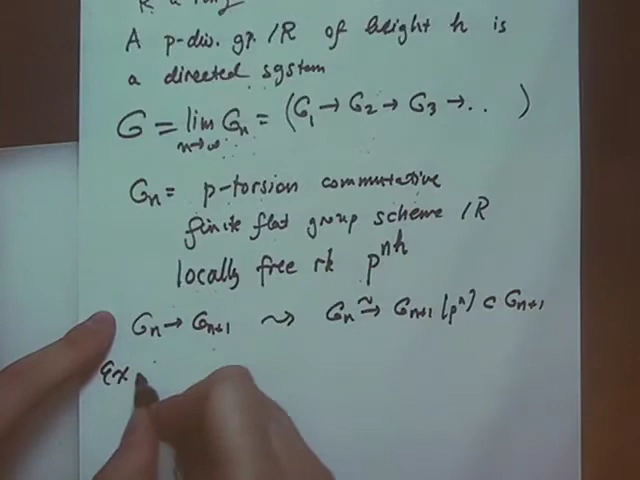 R a ring
A p-div. gp. /R of height h is
a directed system
G = lim Gn = (G1 → G2 → G3 → .. )
n→∞
Gn = p-torsion commutative
finite flat group scheme /R
locally free rk p^nh
Gn → Gn+1 ⇝ Gn ~→ Gn+1 [p^n] ⊂ Gn+1
Ex